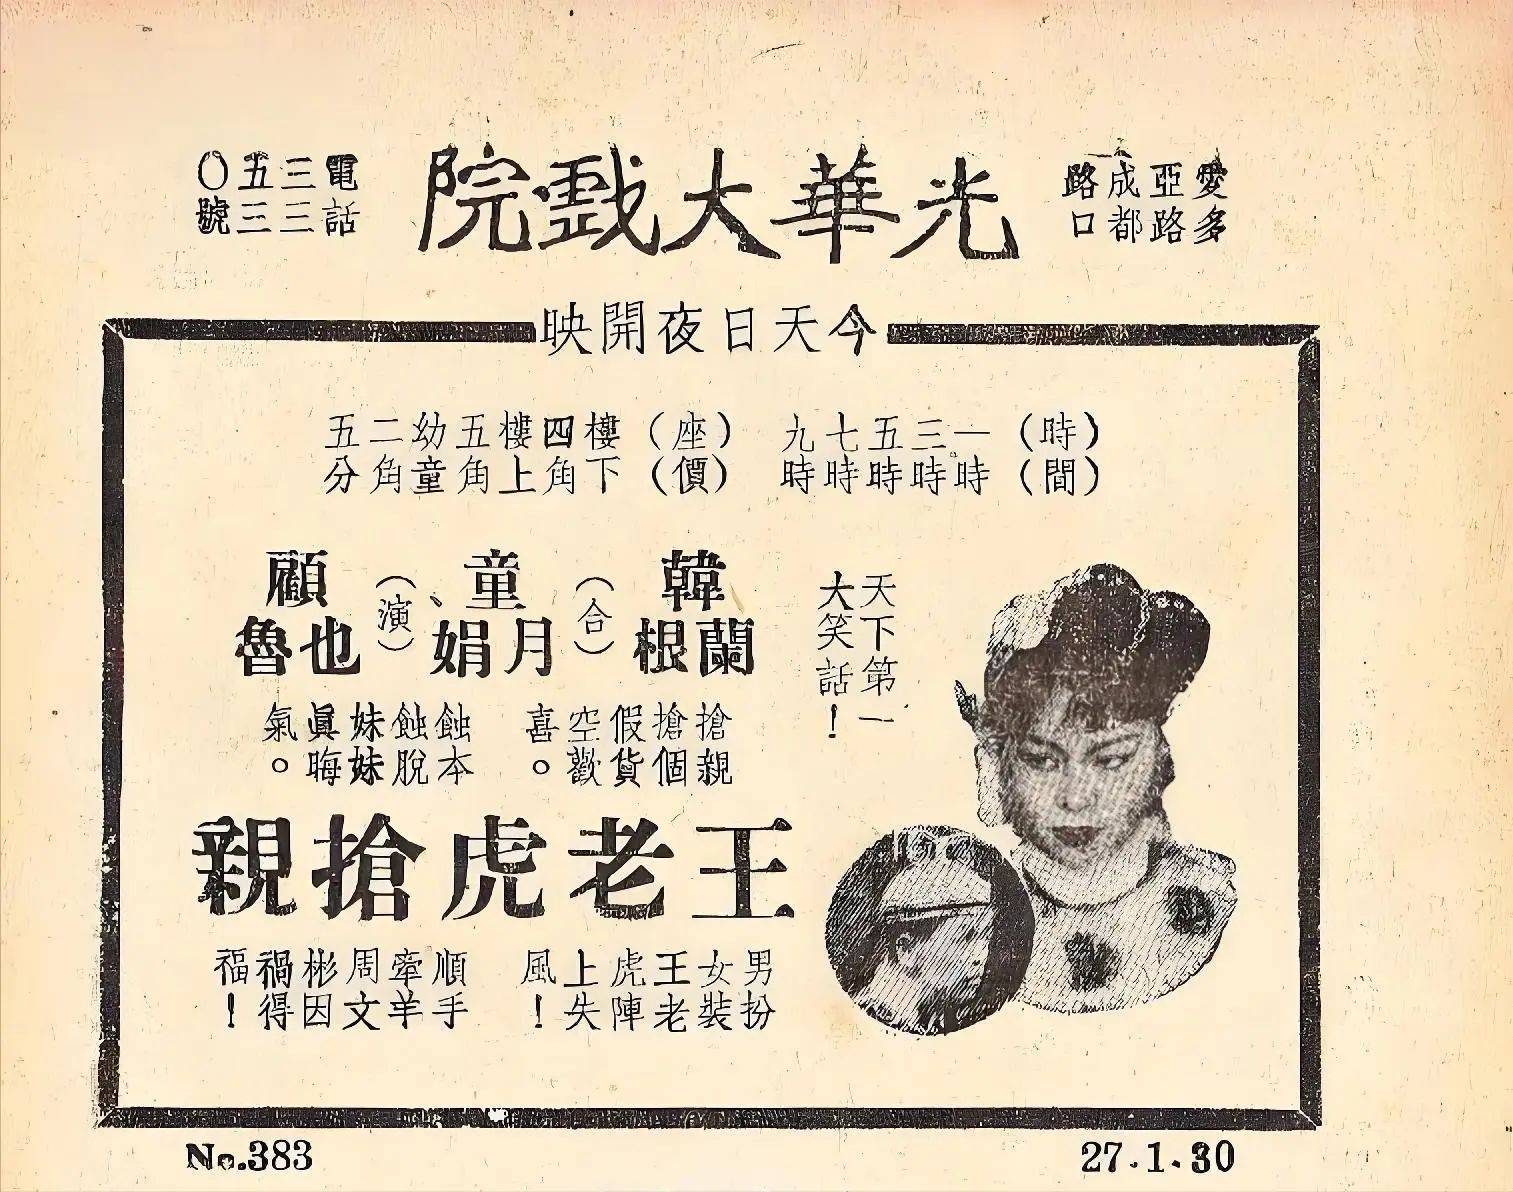 愛多亞路成都路口
光華大戲院
電話三三五三〇號
今天日夜開映
(時間)一時三時五時七時九時
(座價)樓下四角樓上五角幼童二角五分
天下第一
大笑話!
韓蘭根(合)童月娟、(演)顧也魯
搶親搶個假貨空歡喜。
蝕本蝕脫妹妹眞晦氣。
王老虎搶親
男扮女裝王老虎陣上失風!
順手牽羊周文彬因禍得福!
No.383
27.1.30